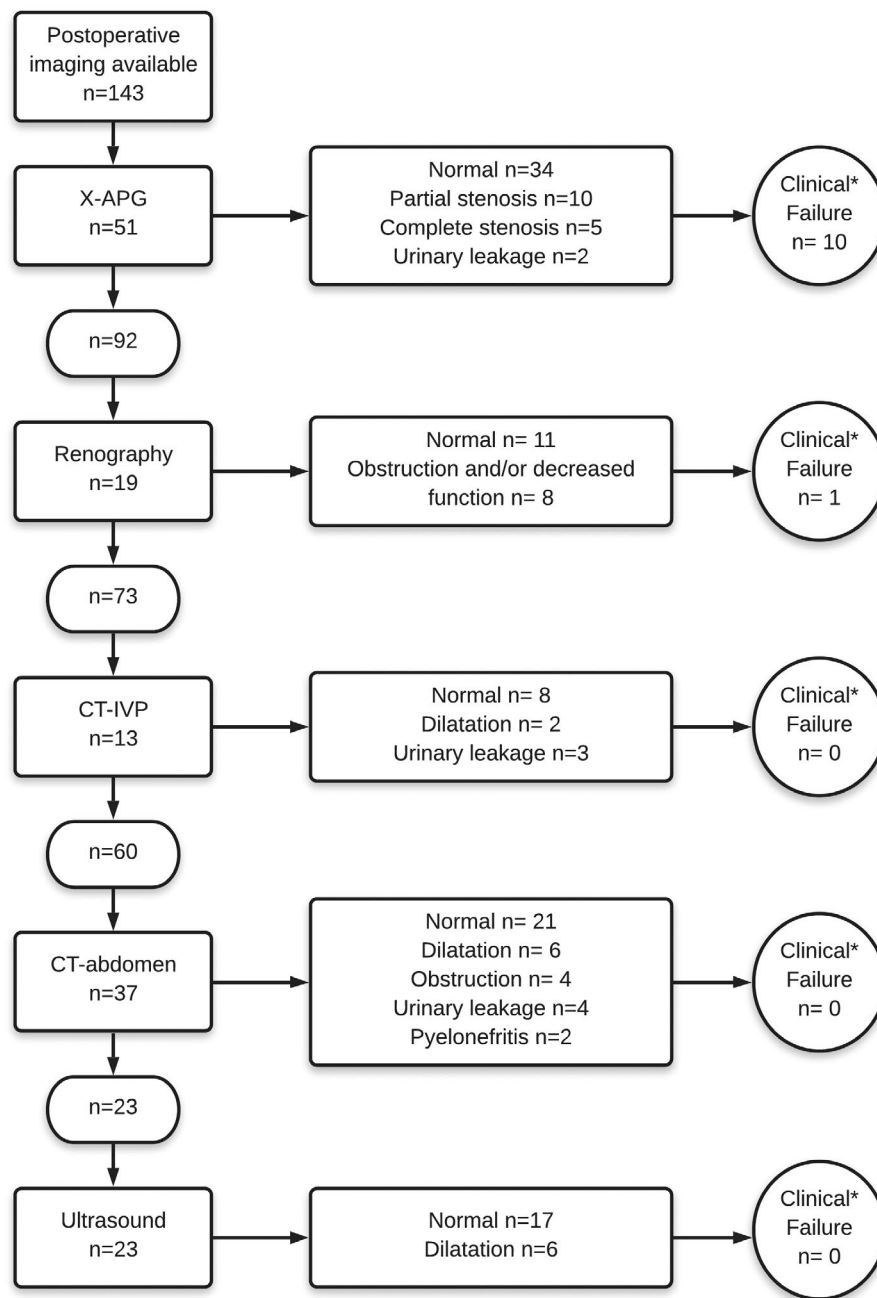 Postoperative
imaging available
n=143
X-APG
n=51
Normal n=34
Partial stenosis n=10
Complete stenosis n=5
Urinary leakage n=2
Clinical*
Failure
n= 10
n=92
Renography
n=19
Normal n= 11
Obstruction and/or decreased
function n= 8
Clinical*
Failure
n= 1
n=73
CT-IVP
n=13
Normal n= 8
Dilatation n= 2
Urinary leakage n=3
Clinical*
Failure
n= 0
n=60
CT-abdomen
n=37
Normal n= 21
Dilatation n= 6
Obstruction n= 4
Urinary leakage n=4
Pyelonefritis n=2
Clinical*
Failure
n= 0
n=23
Ultrasound
n=23
Normal n=17
Dilatation n=6
Clinical*
Failure
n= 0